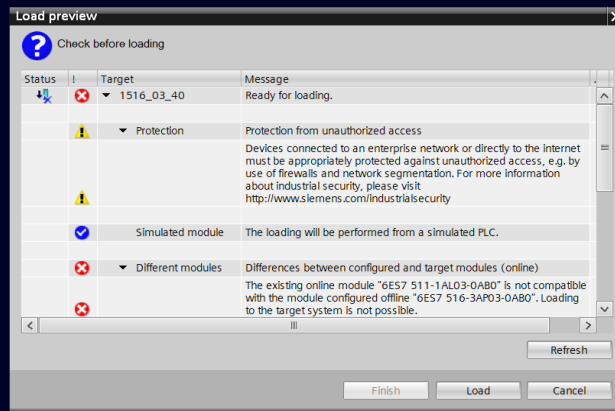 Load preview
Check before loading
Status ! Target Message ..
1516_03_40 Ready for loading.
Protection Protection from unauthorized access
Devices connected to an enterprise network or directly to the internet
must be appropriately protected against unauthorized access, e.g. by
use of firewalls and network segmentation. For more information
about industrial security, please visit
http://www.siemens.com/industrialsecurity
Simulated module The loading will be performed from a simulated PLC.
Different modules Differences between configured and target modules (online)
The existing online module "6ES7 511-1AL03-0AB0" is not compatible
with the module configured offline "6ES7 516-3AP03-0AB0". Loading
to the target system is not possible.
Refresh
Finish Load Cancel